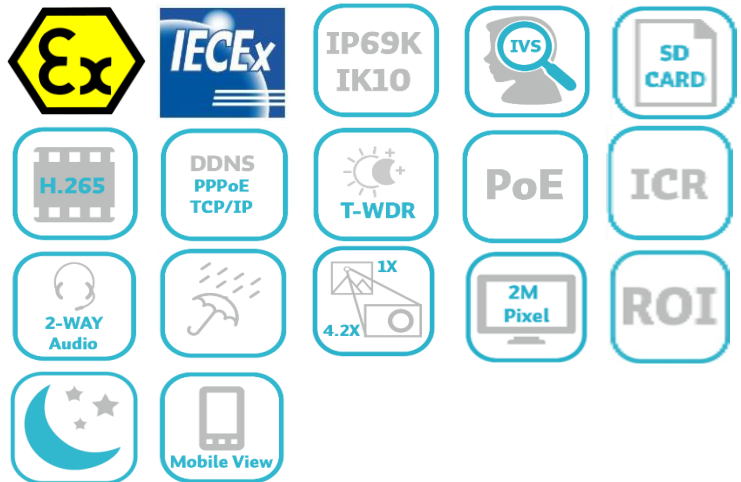 Ex
IECEx
IP69K
IK10
IVS
SD
CARD
H.265
DDNS
PPPoE
TCP/IP
T-WDR
PoE
ICR
2-WAY
Audio
1X
4.2X
2M
Pixel
ROI
Mobile View